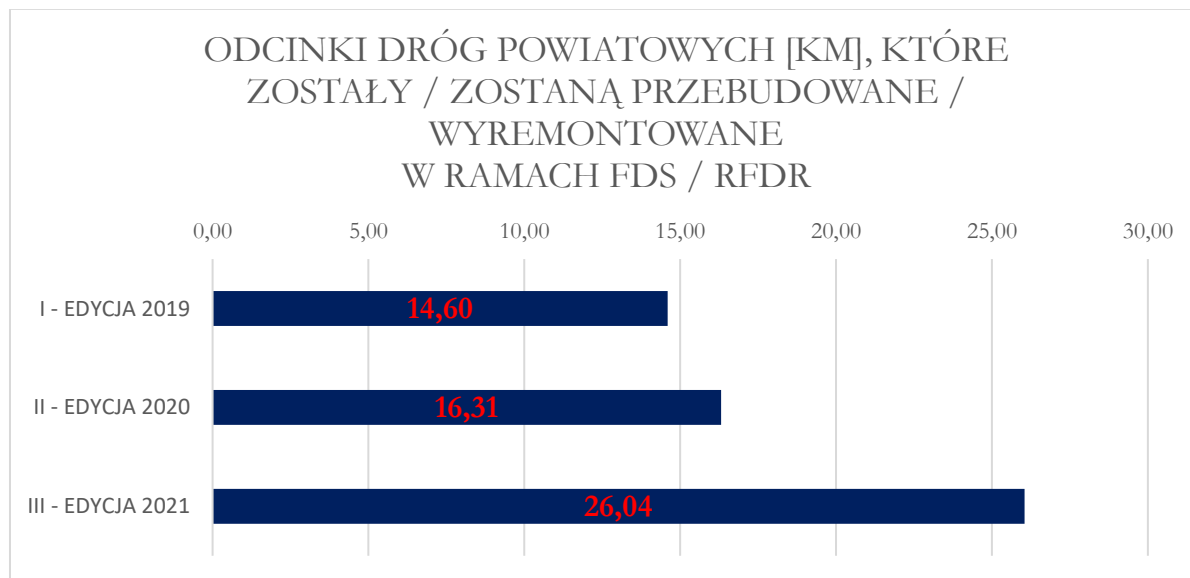 ODCINKI DRÓG POWIATOWYCH [KM], KTÓRE
ZOSTAŁY / ZOSTANĄ PRZEBUDOWANE /
WYREMONTOWANE
W RAMACH FDS / RFDR
0,00 5,00 10,00 15,00 20,00 25,00 30,00
I - EDYCJA 2019 14,60
II - EDYCJA 2020 16,31
III - EDYCJA 2021 26,04